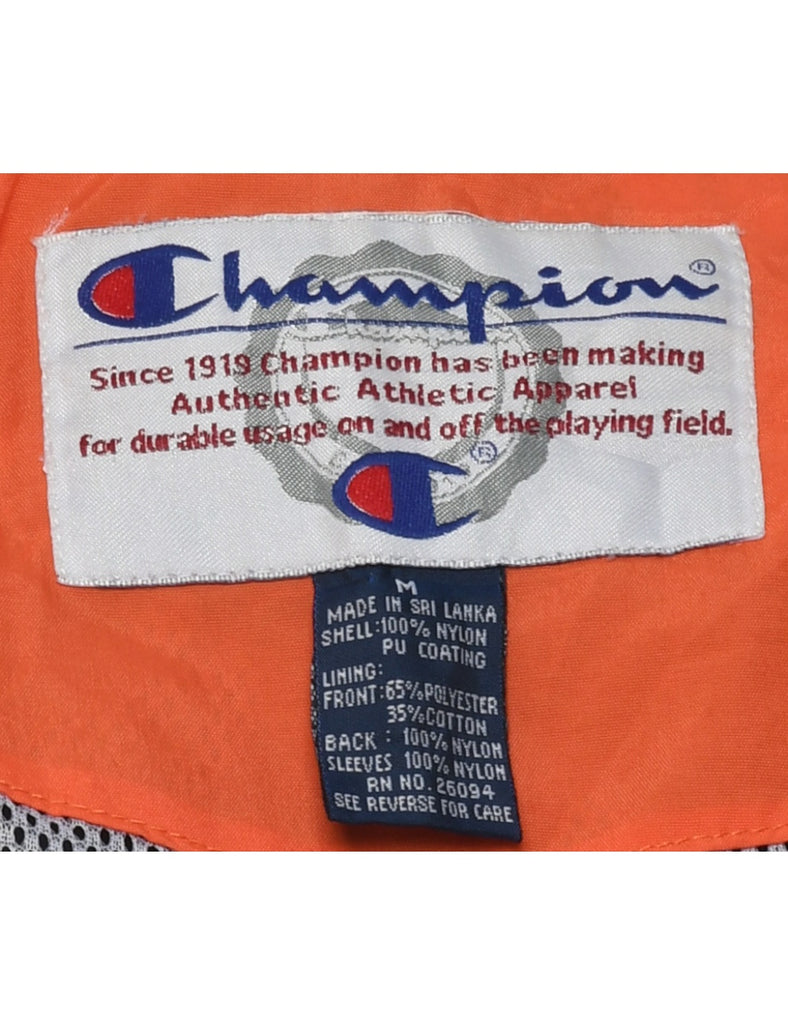 Champion®
Since 1919 Champion has been making
Authentic Athletic Apparel
for durable usage on and off the playing field.
®
M
MADE IN SRI LANKA
SHELL:100% NYLON
PU COATING
LINING:
FRONT:65%POLYESTER
35%COTTON
BACK : 100% NYLON
SLEEVES 100% NYLON
RN NO. 26094
SEE REVERSE FOR CARE